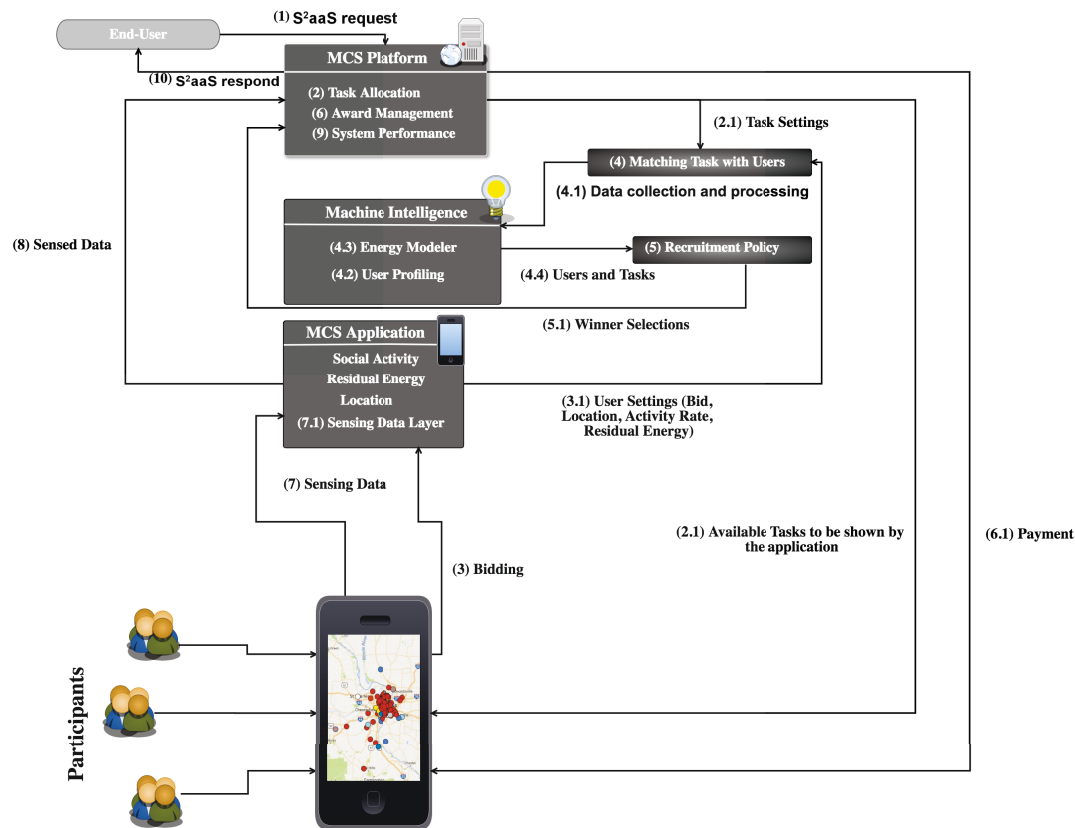 (1) S²aaS request
End-User
MCS Platform
(10) S²aaS respond
(2) Task Allocation
(6) Award Management
(9) System Performance
(2.1) Task Settings
(4) Matching Task with Users
(4.1) Data collection and processing
Machine Intelligence
(8) Sensed Data
(4.3) Energy Modeler
(5) Recruitment Policy
(4.2) User Profiling
(4.4) Users and Tasks
(5.1) Winner Selections
MCS Application
Social Activity
Residual Energy
Location
(7.1) Sensing Data Layer
(3.1) User Settings (Bid,
Location, Activity Rate,
Residual Energy)
(7) Sensing Data
(2.1) Available Tasks to be shown by
the application
(6.1) Payment
(3) Bidding
Participants